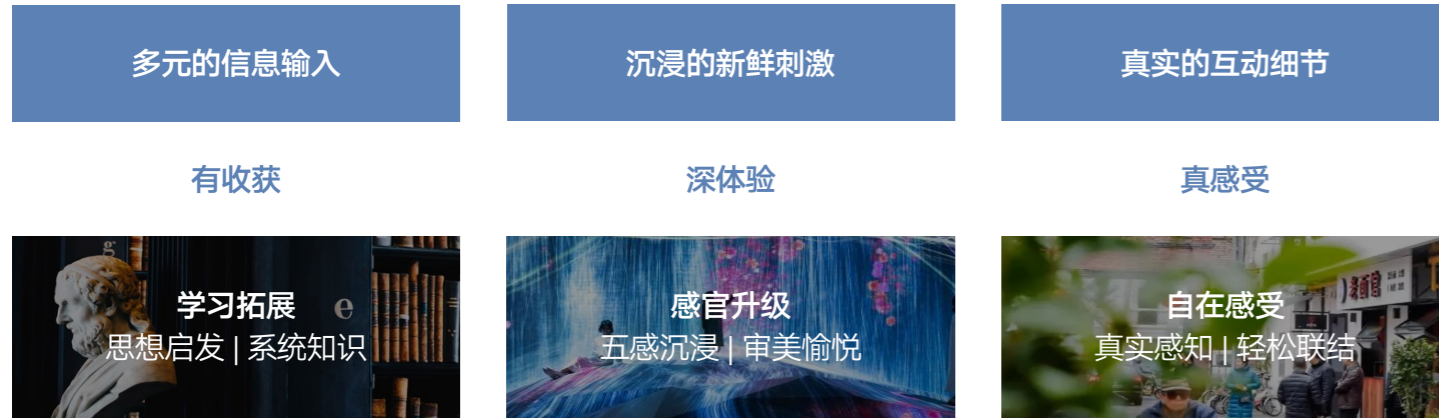 多元的信息输入
沉浸的新鲜刺激
真实的互动细节
有收获
深体验
真感受
g
学习拓展
e
思想启发 | 系统知识
感官升级
五感沉浸 | 审美愉悦
自在感受
真实感知 | 轻松联结